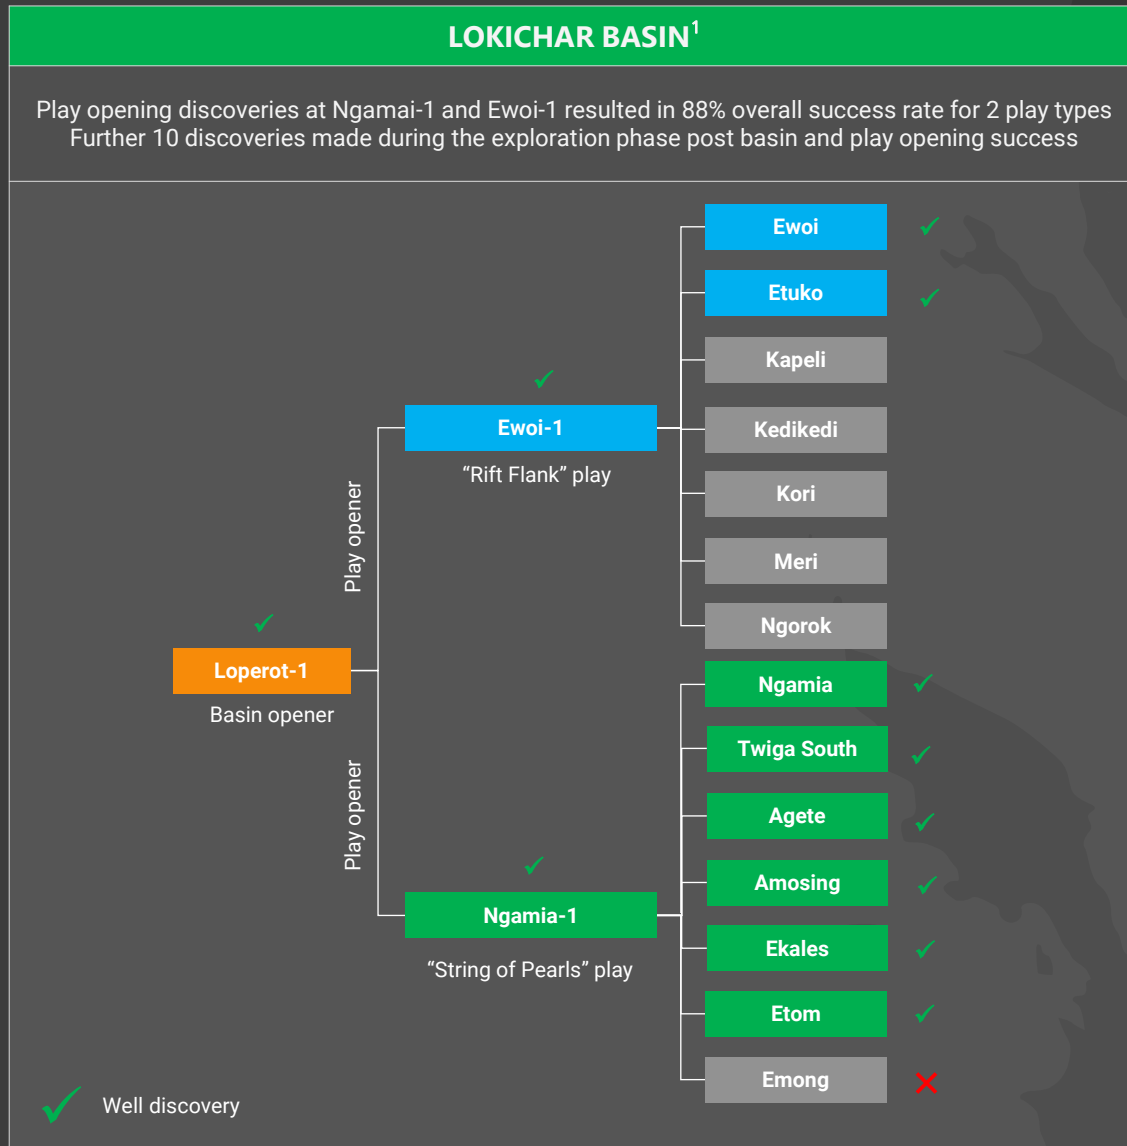 LOKICHAR BASIN¹
Play opening discoveries at Ngamai-1 and Ewoi-1 resulted in 88% overall success rate for 2 play types
Further 10 discoveries made during the exploration phase post basin and play opening success
Loperot-1
Basin opener
Play opener
Ewoi-1
“Rift Flank” play
Ewoi
Etuko
Kapeli
Kedikedi
Kori
Meri
Ngorok
Play opener
Ngamia-1
“String of Pearls” play
Ngamia
Twiga South
Agete
Amosing
Ekales
Etom
Emong
Well discovery